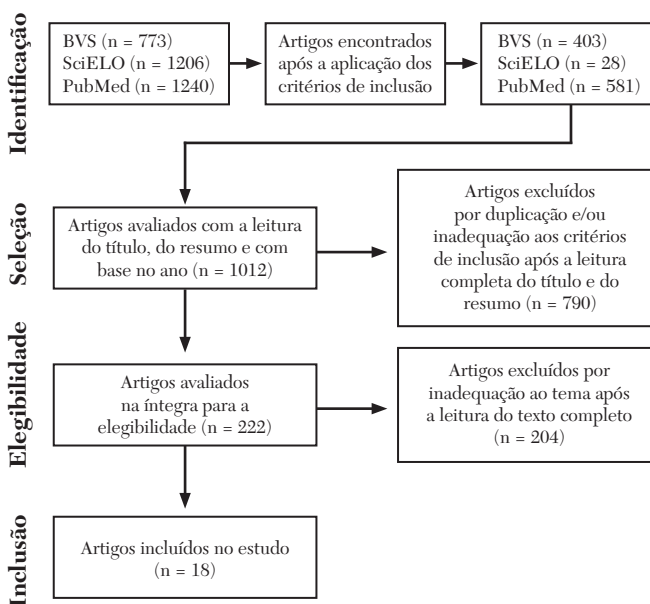 Identificação
BVS (n = 773)
SciELO (n = 1206)
PubMed (n = 1240)
Artigos encontrados
após a aplicação dos
critérios de inclusão
BVS (n = 403)
SciELO (n = 28)
PubMed (n = 581)
Seleção
Artigos avaliados com a leitura
do título, do resumo e com
base no ano (n = 1012)
Artigos excluídos
por duplicação e/ou
inadequação aos critérios
de inclusão após a leitura
completa do título e do
resumo (n = 790)
Elegibilidade
Artigos avaliados
na íntegra para a
elegibilidade (n = 222)
Artigos excluídos por
inadequação ao tema após
a leitura do texto completo
(n = 204)
Inclusão
Artigos incluídos no estudo
(n = 18)